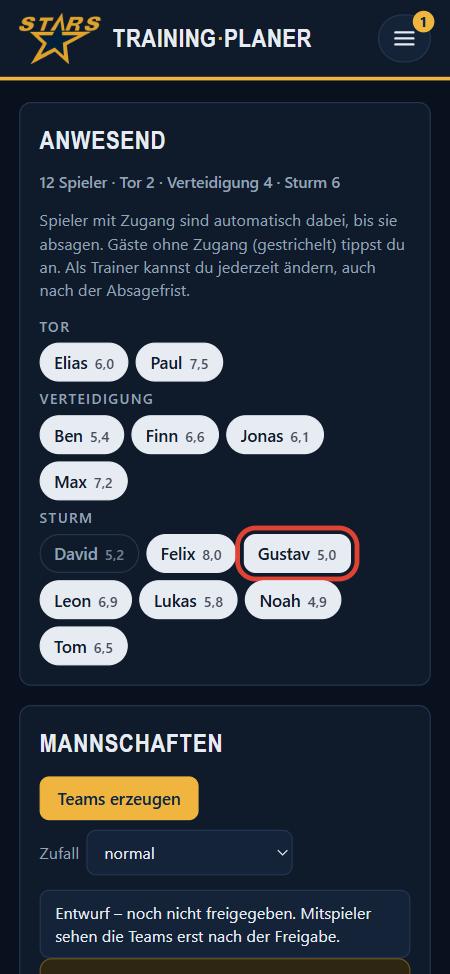 STARS
TRAINING·PLANER
1
ANWESEND
12 Spieler · Tor 2 · Verteidigung 4 · Sturm 6
Spieler mit Zugang sind automatisch dabei, bis sie
absagen. Gäste ohne Zugang (gestrichelt) tippst du
an. Als Trainer kannst du jederzeit ändern, auch
nach der Absagefrist.
TOR
Elias 6,0 Paul 7,5
VERTEIDIGUNG
Ben 5,4 Finn 6,6 Jonas 6,1
Max 7,2
STURM
David 5,2 Felix 8,0 Gustav 5,0
Leon 6,9 Lukas 5,8 Noah 4,9
Tom 6,5
MANNSCHAFTEN
Teams erzeugen
Zufall normal
Entwurf – noch nicht freigegeben. Mitspieler
sehen die Teams erst nach der Freigabe.